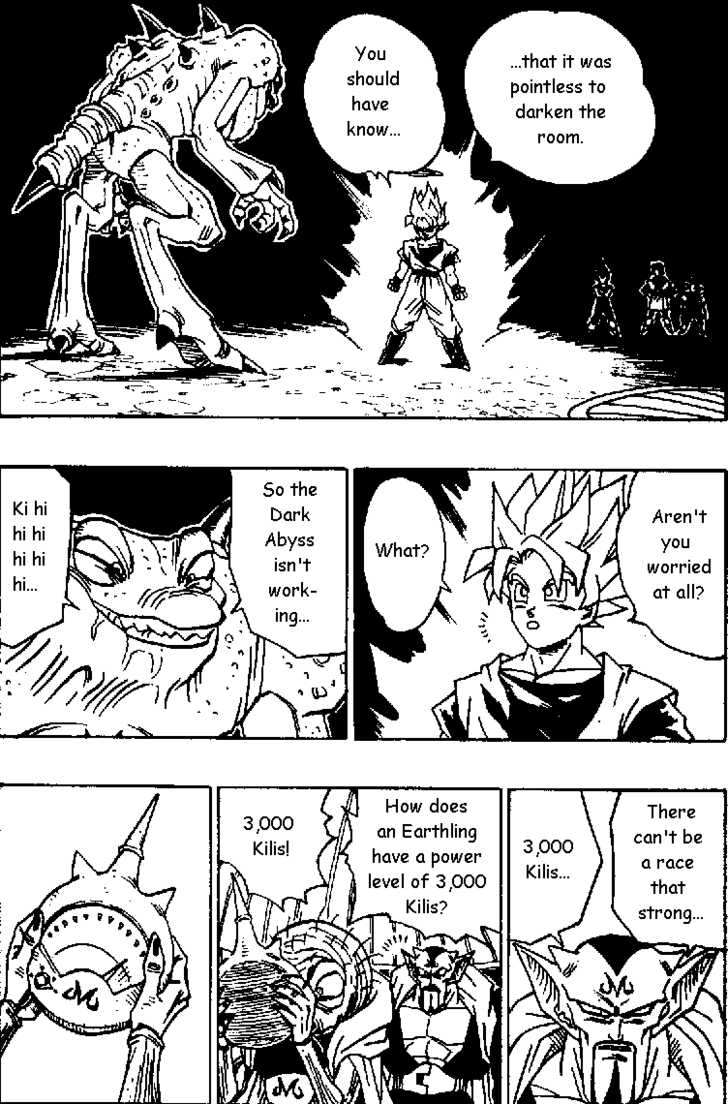 You
should
have
know...
...that it was
pointless to
darken the
room.
Ki hi
hi hi
hi hi
hi...
So the
Dark
Abyss
isn't
work-
ing...
What?
Aren't
you
worried
at all?
3,000
Kilis!
How does
an Earthling
have a power
level of 3,000
Kilis?
3,000
Kilis...
There
can't be
a race
that
strong...